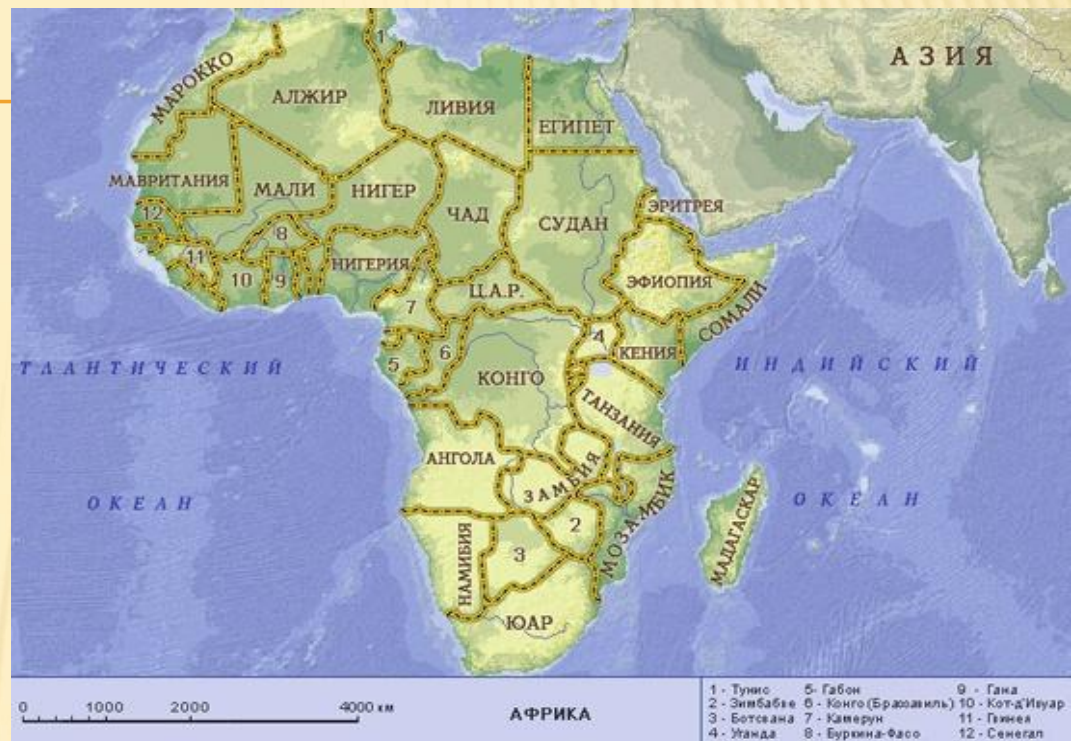 АЗИЯ
МАРОККО
1
АЛЖИР
ЛИВИЯ
ЕГИПЕТ
МАВРИТАНИЯ
МАЛИ
НИГЕР
ЧАД
СУДАН
ЭРИТРЕЯ
12
8
11
10
9
НИГЕРИЯ
Ц.А.Р.
ЭФИОПИЯ
7
СОМАЛИ
4
5
6
КЕНИЯ
ТЛАНТИЧЕСКИЙ
ИНДИЙСКИЙ
КОНГО
ТАНЗАНИЯ
АНГОЛА
ЗАМБИЯ
ОКЕАН
ОКЕАН
МОЗАМБИК
МАДАГАСКАР
2
3
НАМИБИЯ
ЮАР
0 1000 2000 4000 км
АФРИКА
1 - Тунис 5- Габон 9 - Гана
2 - Зимбабве 6 - Конго (Браззавиль) 10 - Кот-д'Ивуар
3 - Ботсвана 7 - Камерун 11 - Гвинея
4 - Уганда 8 - Буркина-Фасо 12 - Сенегал